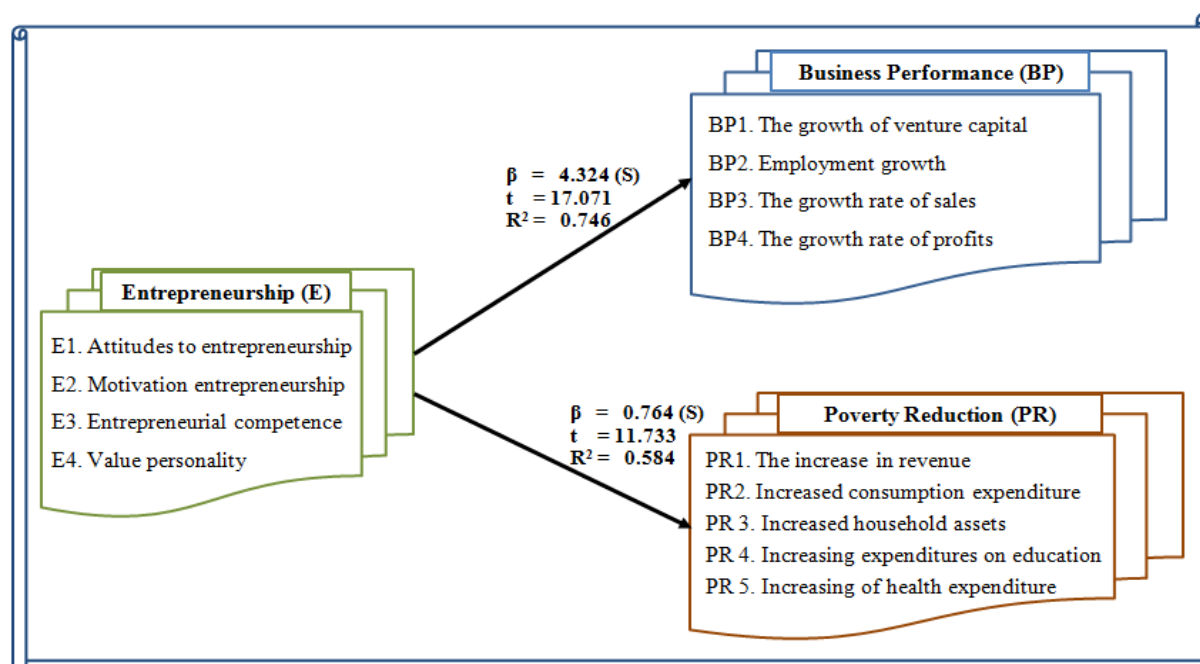 Business Performance (BP)
BP1. The growth of venture capital
BP2. Employment growth
BP3. The growth rate of sales
BP4. The growth rate of profits
β = 4.324 (S)
t = 17.071
R² = 0.746
Entrepreneurship (E)
E1. Attitudes to entrepreneurship
E2. Motivation entrepreneurship
E3. Entrepreneurial competence
E4. Value personality
β = 0.764 (S)
t = 11.733
R² = 0.584
Poverty Reduction (PR)
PR1. The increase in revenue
PR2. Increased consumption expenditure
PR 3. Increased household assets
PR 4. Increasing expenditures on education
PR 5. Increasing of health expenditure